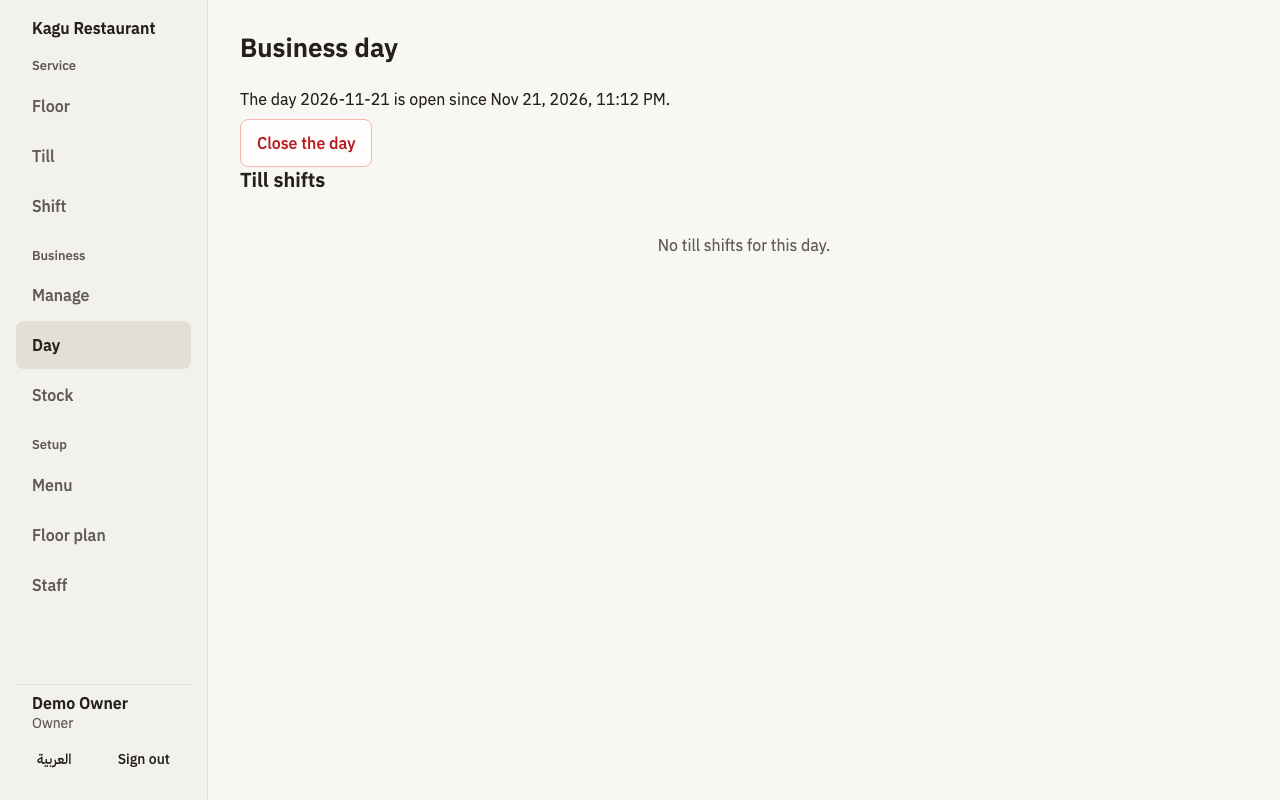 Kagu Restaurant
Service
Floor
Till
Shift
Business
Manage
Day
Stock
Setup
Menu
Floor plan
Staff
Demo Owner
Owner
العربية
Sign out
Business day
The day 2026-11-21 is open since Nov 21, 2026, 11:12 PM.
Close the day
Till shifts
No till shifts for this day.